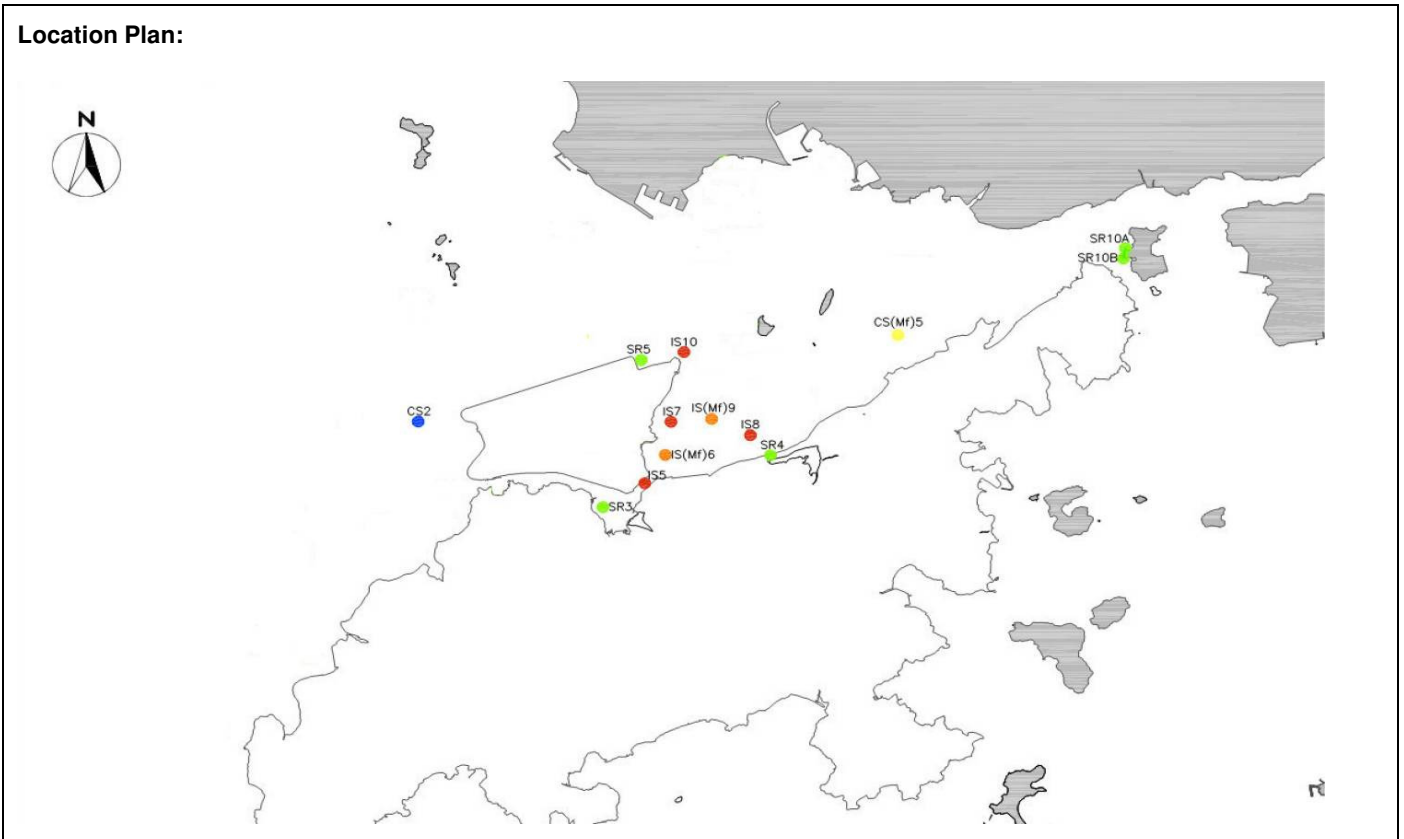 Location Plan:
N
SR10A
SR10B
CS(Mf)5
SR5
IS10
CS2
IS7
IS(Mf)9
IS8
SR4
IS(Mf)6
IS5
SR3